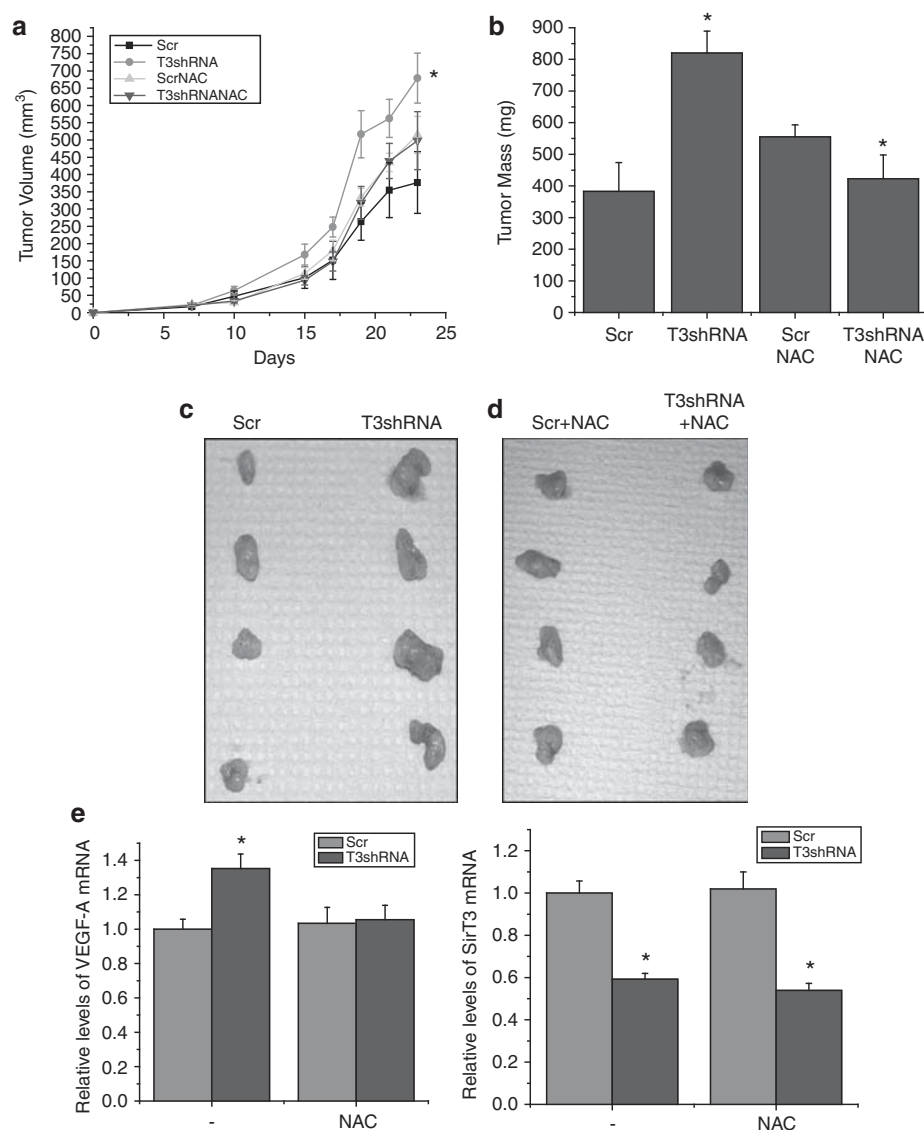 a
Tumor Volume (mm³)
800
750
700
650
600
550
500
450
400
350
300
250
200
150
100
50
0
Scr
T3shRNA
ScrNAC
T3shRNANAC
*
0 5 10 15 20 25
Days
b
Tumor Mass (mg)
900
800
700
600
500
400
300
200
100
0
*
*
Scr T3shRNA Scr NAC T3shRNA NAC
c
Scr T3shRNA
d
Scr+NAC T3shRNA +NAC
e
Relative levels of VEGF-A mRNA
1.4
1.2
1.0
0.8
0.6
0.4
0.2
0.0
*
Scr
T3shRNA
- NAC
Relative levels of SirT3 mRNA
1.2
1.0
0.8
0.6
0.4
0.2
0.0
*
*
Scr
T3shRNA
- NAC